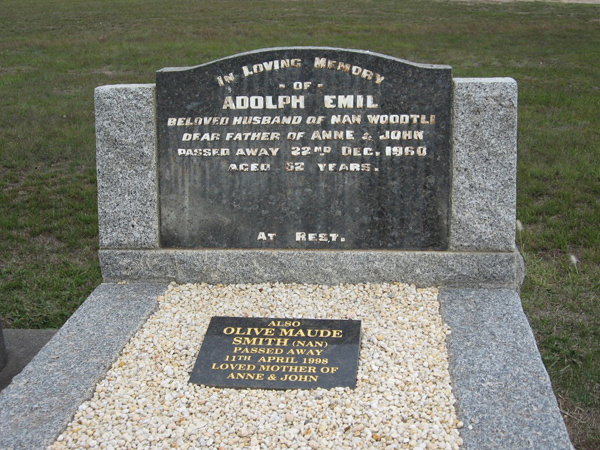 IN LOVING MEMORY
- OF -
ADOLPH EMIL
BELOVED HUSBAND OF NAN WOODTLI
DEAR FATHER OF ANNE & JOHN
PASSED AWAY 22ND DEC, 1960
AGED 52 YEARS.
AT REST.
ALSO
OLIVE MAUDE
SMITH (NAN)
PASSED AWAY
11TH APRIL 1998
LOVED MOTHER OF
ANNE & JOHN